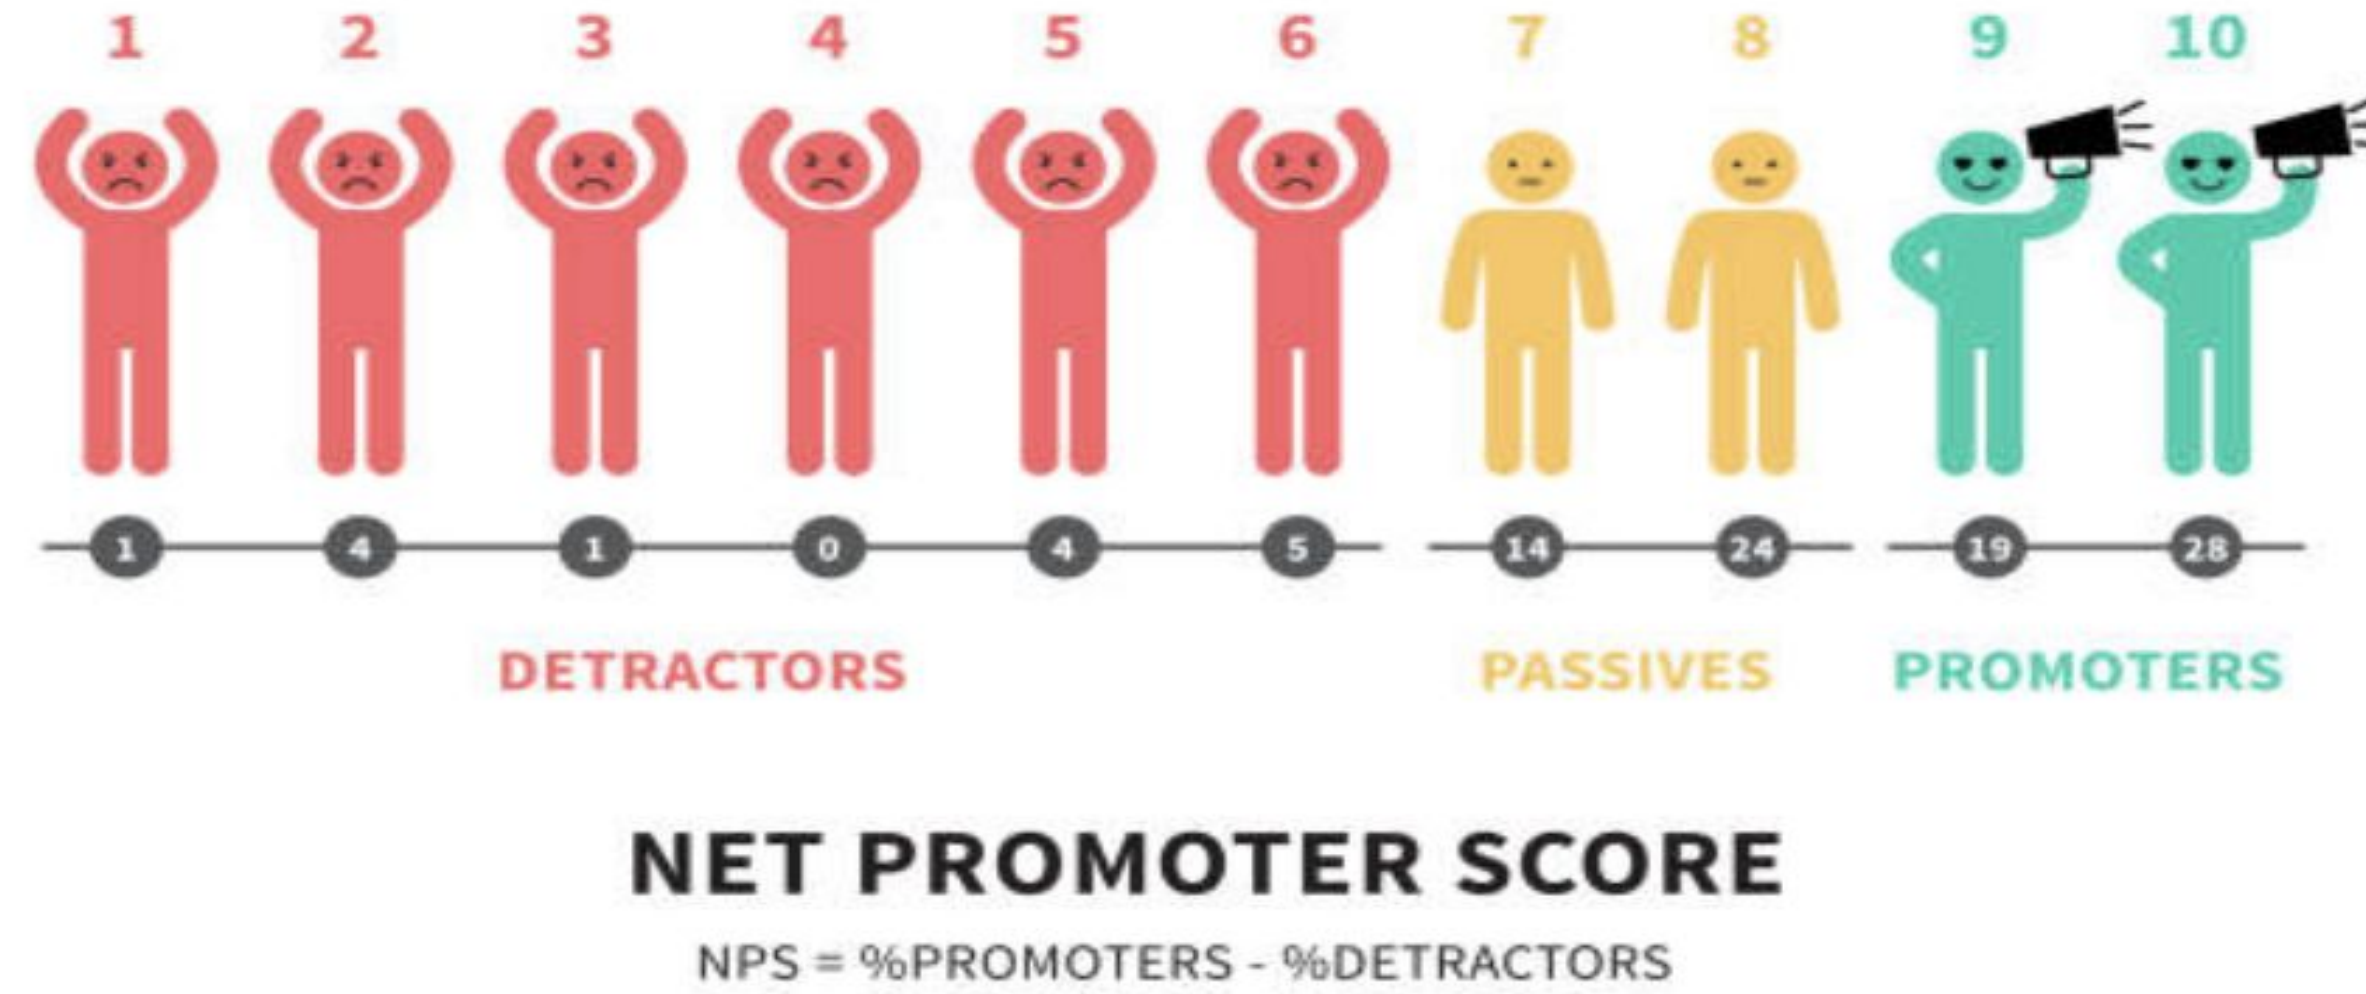 1 2 3 4 5 6 7 8 9 10
1 4 1 0 4 5 14 24 19 28
DETRACTORS PASSIVES PROMOTERS
NET PROMOTER SCORE
NPS = %PROMOTERS - %DETRACTORS